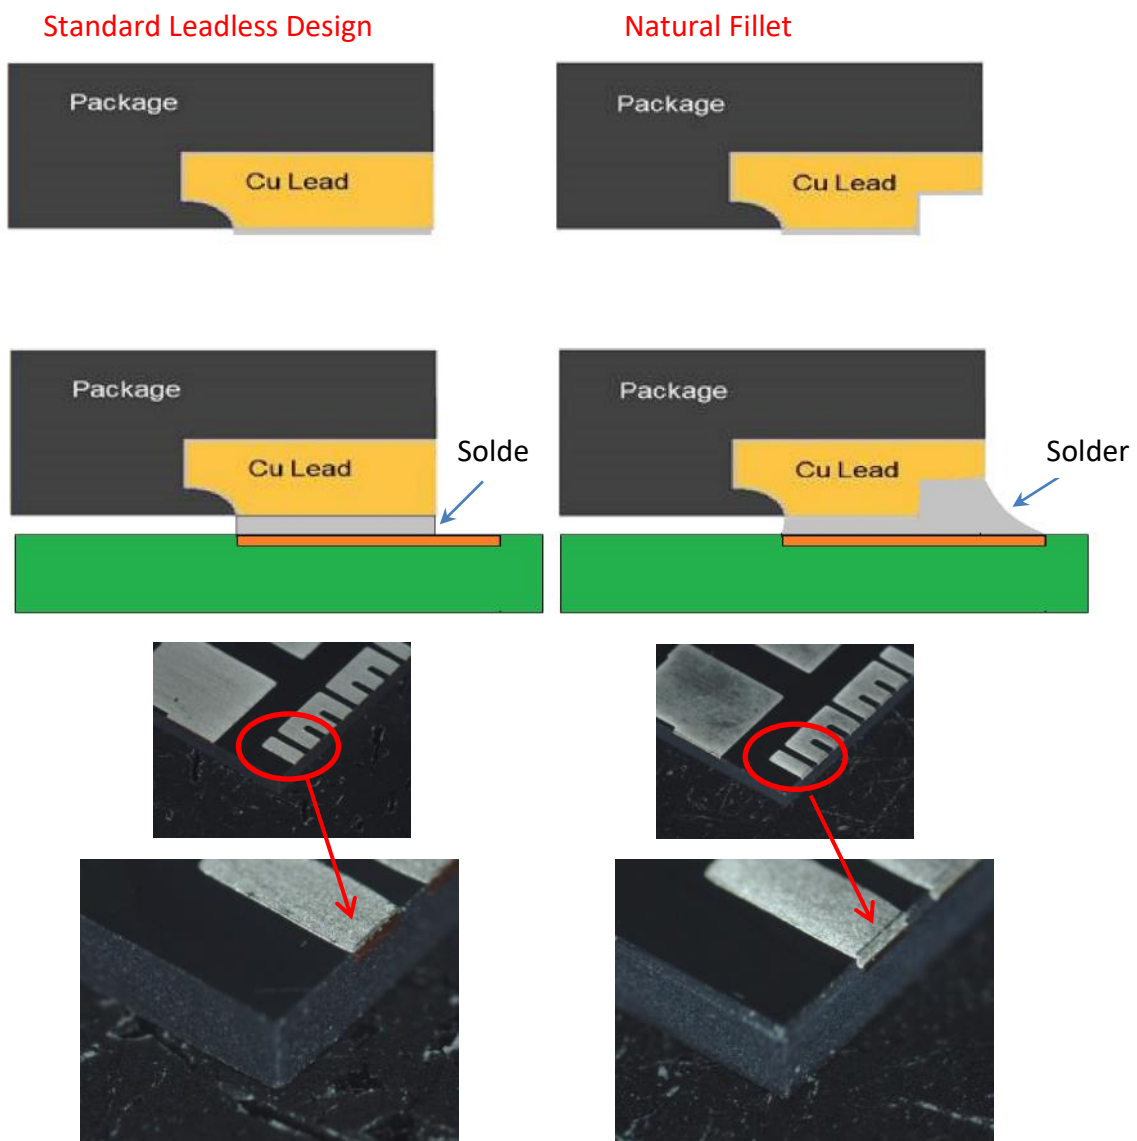 Standard Leadless Design
Natural Fillet
Package
Cu Lead
Package
Cu Lead
Package
Cu Lead
Solde
Package
Cu Lead
Solder